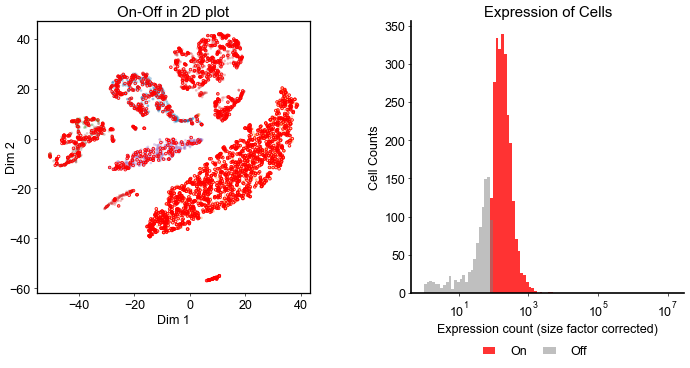 On-Off in 2D plot
40
20
0
−20
−40
−60
Dim 2
−40
−20
0
20
40
Dim 1
Expression of Cells
350
300
250
200
150
100
50
0
Cell Counts
10^1
10^3
10^5
10^7
Expression count (size factor corrected)
On
Off